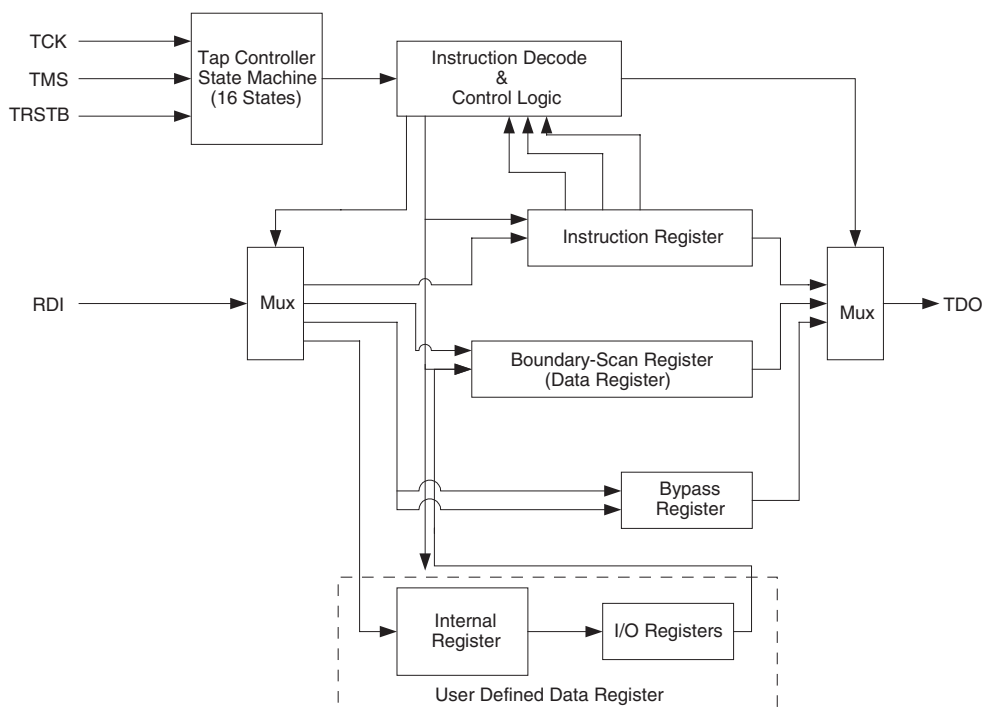 TCK
TMS
TRSTB
Tap Controller
State Machine
(16 States)
Instruction Decode
&
Control Logic
Instruction Register
RDI
Mux
Mux
TDO
Boundary-Scan Register
(Data Register)
Bypass
Register
Internal
Register
I/O Registers
User Defined Data Register